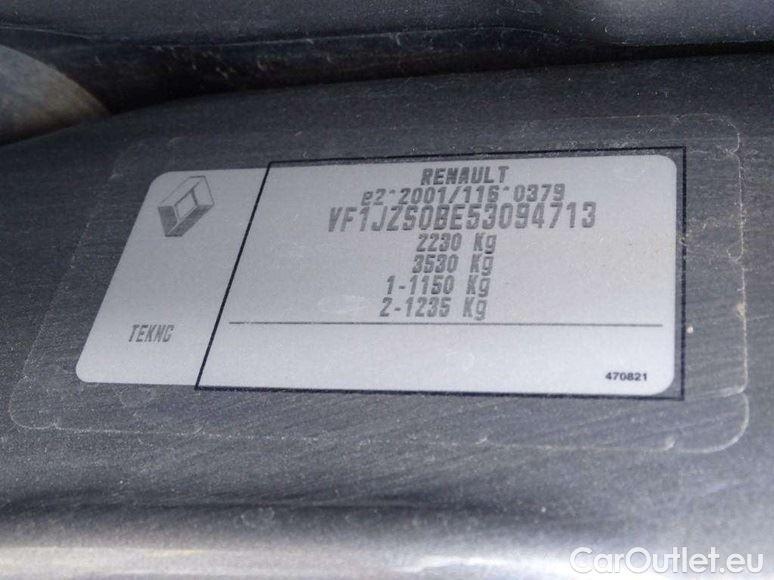 RENAULT
e2*2001/116*0379
VF1JZS0BE53094713
2230 Kg
3530 Kg
1-1150 Kg
2-1235 Kg
TEKNG
470821
CarOutlet.eu